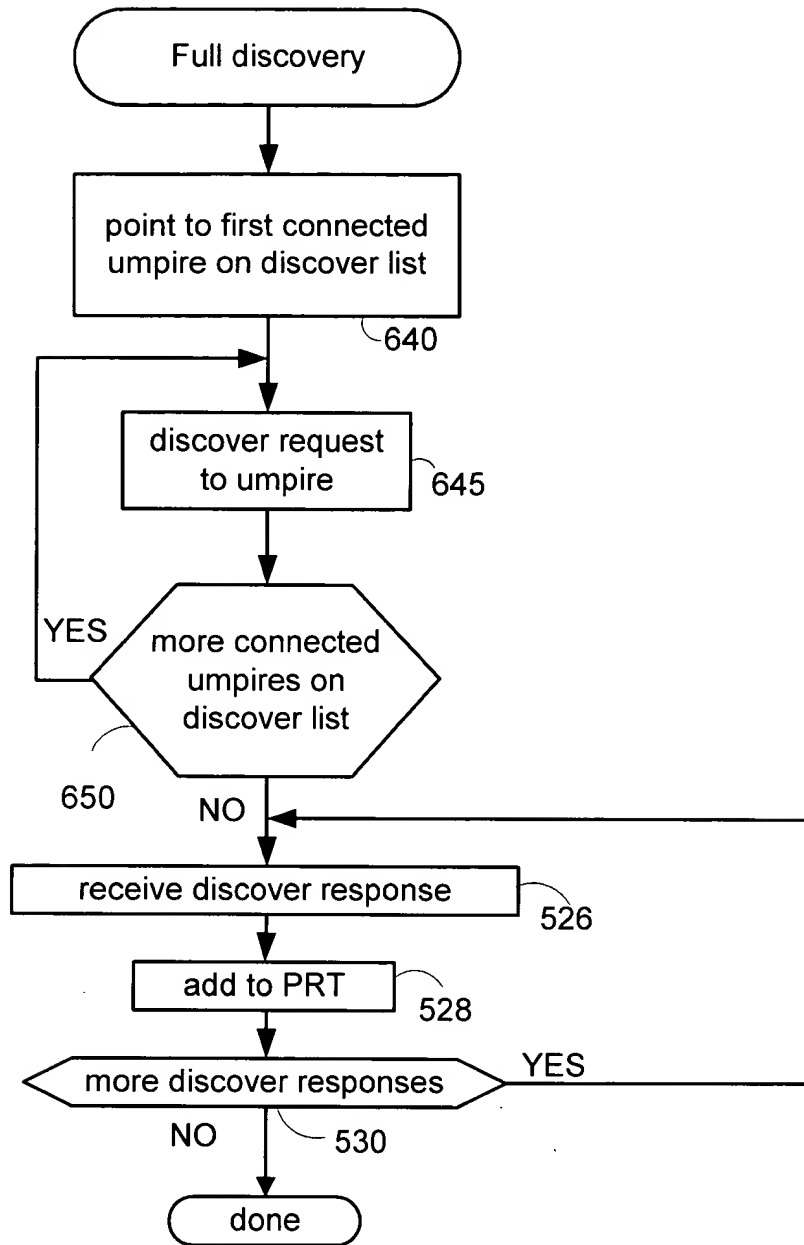 Full discovery
point to first connected
umpire on discover list
640
discover request
to umpire
645
YES
more connected
umpires on
discover list
650
NO
receive discover response
526
add to PRT
528
more discover responses
YES
530
NO
done